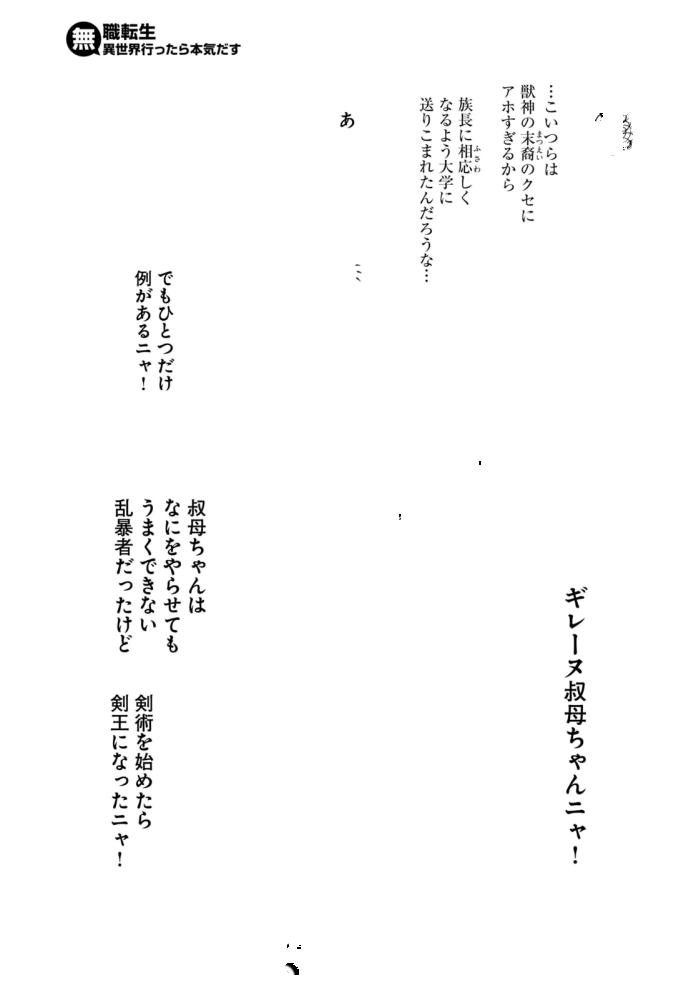 無職転生
異世界行ったら本気だす
…こいつらは
獣神の末裔のクセに
アホすぎるから
族長に相応しく
なるよう大学に
送りこまれたんだろうな…
あ
でもひとつだけ
例があるニャ！
ギレーヌ叔母ちゃんニャ！
叔母ちゃんは
なにをやらせても
うまくできない
乱暴者だったけど
剣術を始めたら
剣王になったニャ！